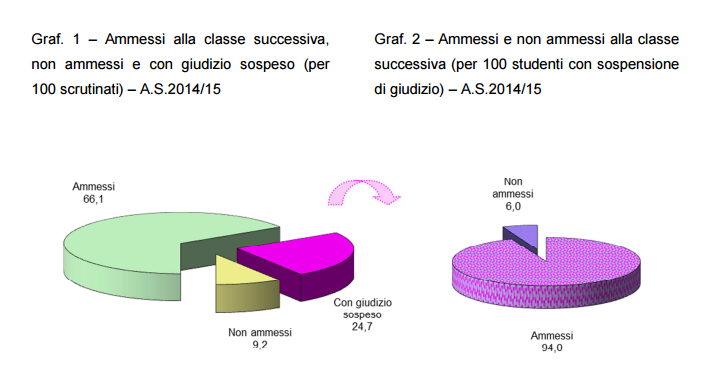 Graf. 1 – Ammessi alla classe successiva,
non ammessi e con giudizio sospeso (per
100 scrutinati) – A.S.2014/15
Graf. 2 – Ammessi e non ammessi alla classe
successiva (per 100 studenti con sospensione
di giudizio) – A.S.2014/15
Ammessi
66,1
Non ammessi
9,2
Con giudizio
sospeso
24,7
Non
ammessi
6,0
Ammessi
94,0